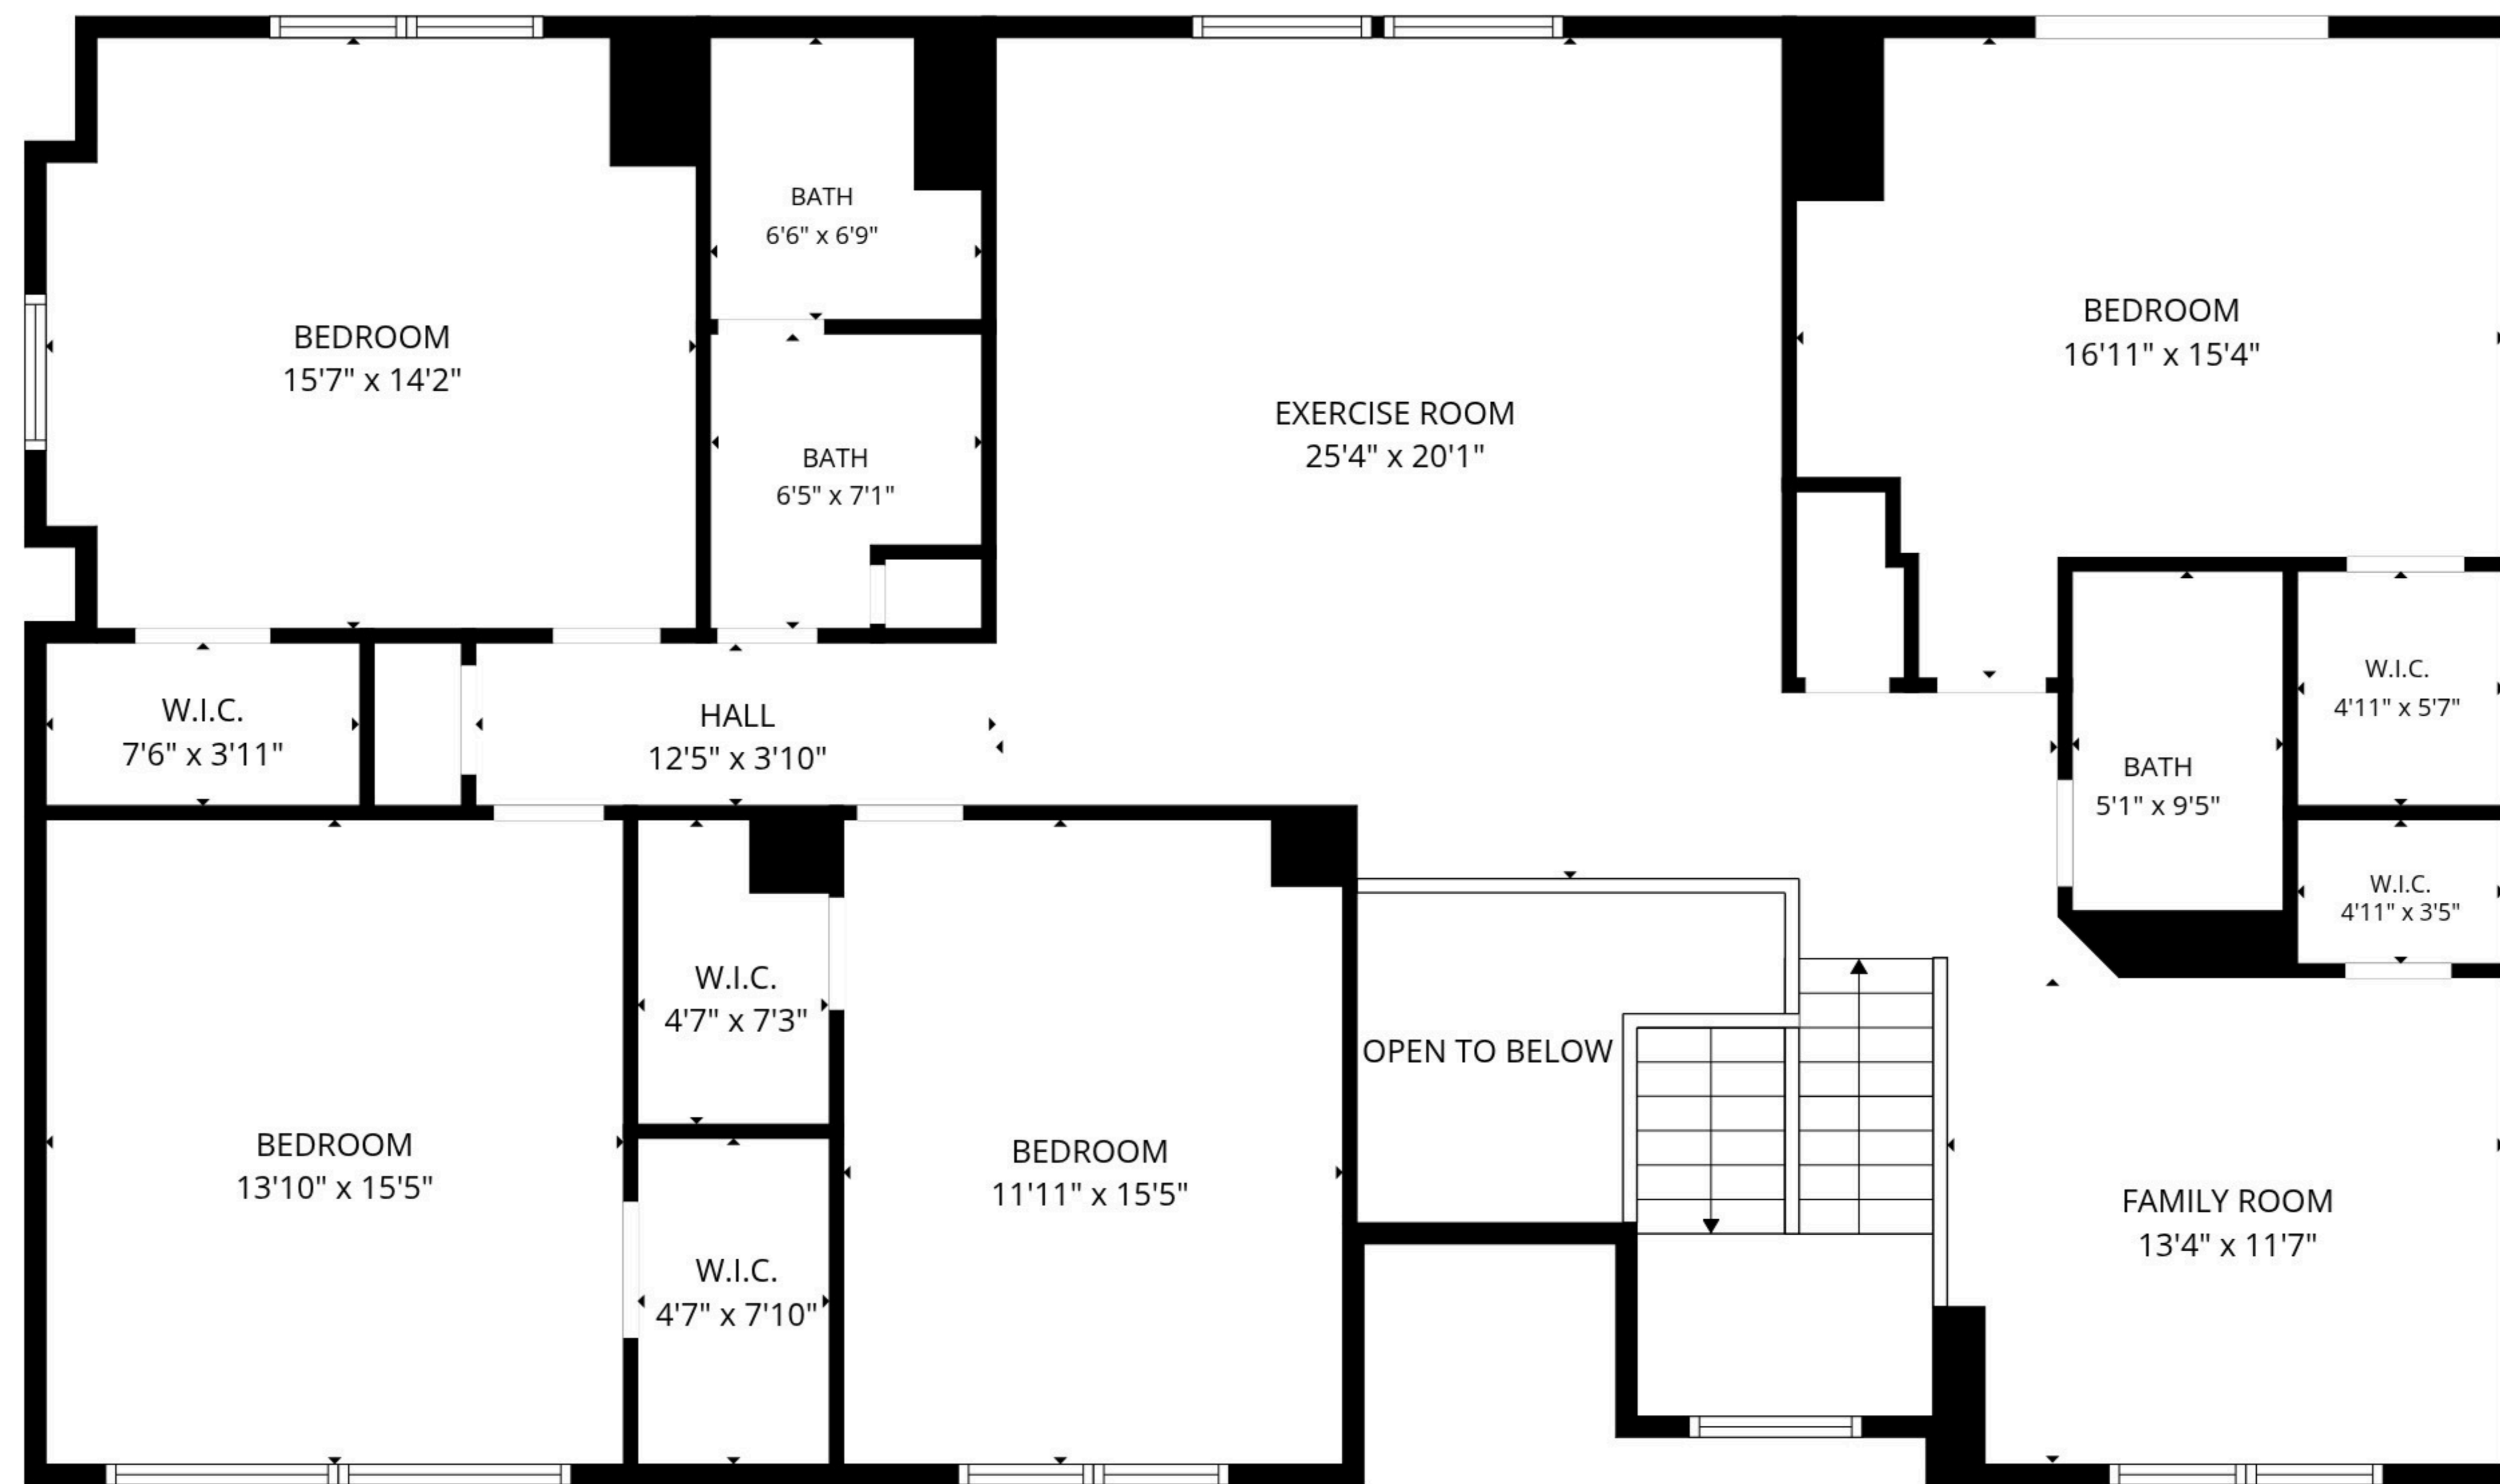 BEDROOM
15'7" x 14'2"
BATH
6'6" x 6'9"
BATH
6'5" x 7'1"
EXERCISE ROOM
25'4" x 20'1"
BEDROOM
16'11" x 15'4"
W.I.C.
7'6" x 3'11"
HALL
12'5" x 3'10"
BATH
5'1" x 9'5"
W.I.C.
4'11" x 5'7"
W.I.C.
4'11" x 3'5"
BEDROOM
13'10" x 15'5"
W.I.C.
4'7" x 7'3"
W.I.C.
4'7" x 7'10"
BEDROOM
11'11" x 15'5"
OPEN TO BELOW
FAMILY ROOM
13'4" x 11'7"